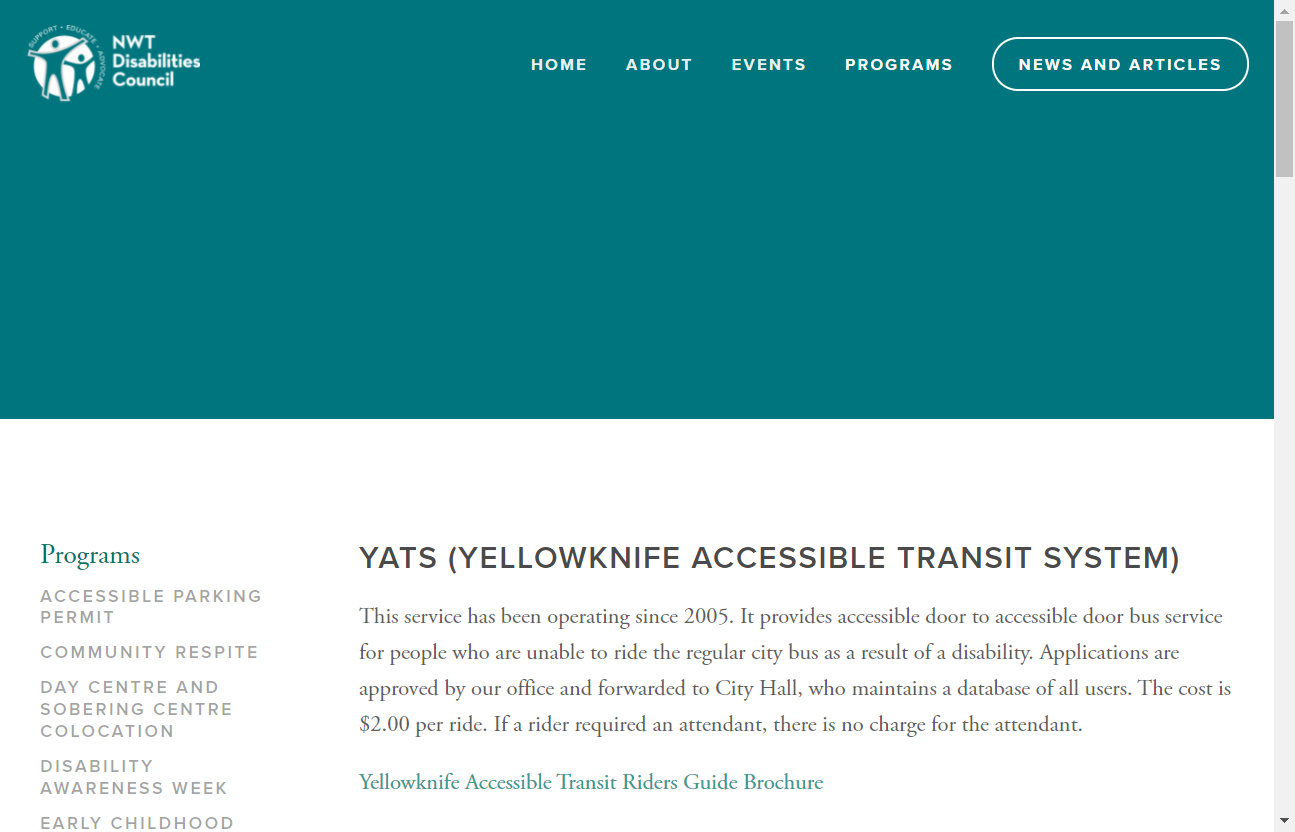 SUPPORT • EDUCATE • ADVOCATE
NWT
Disabilities
Council
HOME
ABOUT
EVENTS
PROGRAMS
NEWS AND ARTICLES
Programs
ACCESSIBLE PARKING
PERMIT
COMMUNITY RESPITE
DAY CENTRE AND
SOBERING CENTRE
COLOCATION
DISABILITY
AWARENESS WEEK
EARLY CHILDHOOD
YATS (YELLOWKNIFE ACCESSIBLE TRANSIT SYSTEM)
This service has been operating since 2005. It provides accessible door to accessible door bus service
for people who are unable to ride the regular city bus as a result of a disability. Applications are
approved by our office and forwarded to City Hall, who maintains a database of all users. The cost is
$2.00 per ride. If a rider required an attendant, there is no charge for the attendant.
Yellowknife Accessible Transit Riders Guide Brochure